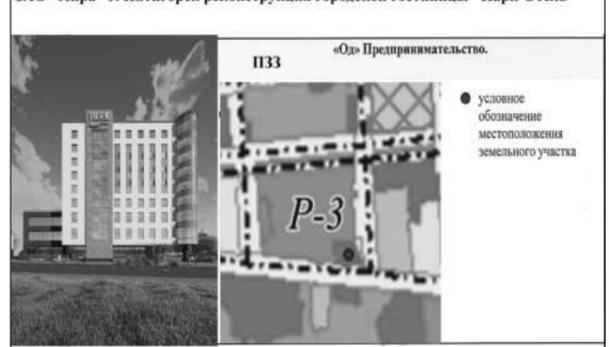 «Од» Предпринимательство.
ПЗЗ
условное
обозначение
местоположения
земельного участка
Р-3